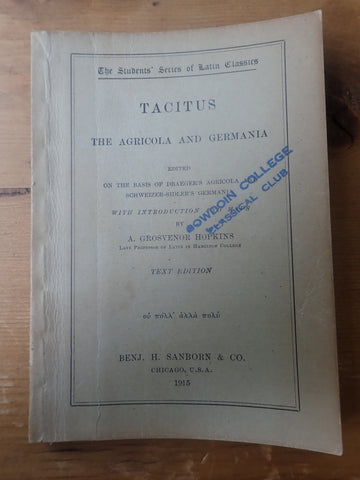 The Students' Series of Latin Classics
TACITUS
THE AGRICOLA AND GERMANIA
EDITED
ON THE BASIS OF DRAEGER'S AGRICOLA
SCHWEIZER-SIDLER'S GERMANIA
WITH INTRODUCTION
BY
A. GROSVENOR HOPKINS
Late Professor of Latin in Hamilton College
TEXT EDITION
BOWDOIN COLLEGE
CLASSICAL CLUB
οὐ πόλλ' ἀλλὰ πολύ
BENJ. H. SANBORN & CO.
CHICAGO, U.S.A.
1915